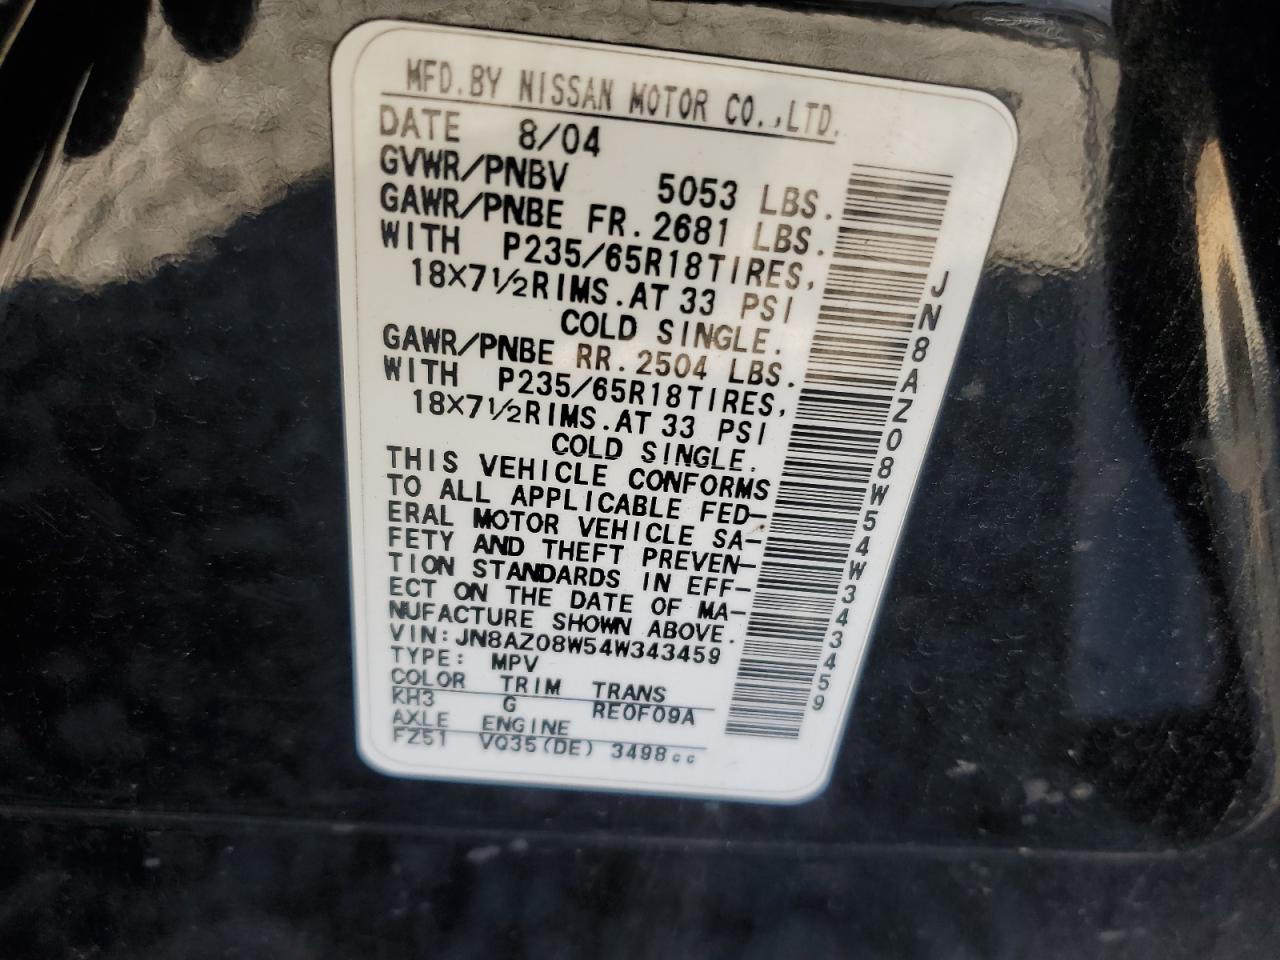 MFD.BY NISSAN MOTOR CO.,LTD.
DATE 8/04
GVWR/PNBV 5053 LBS.
GAWR/PNBE FR. 2681 LBS.
WITH P235/65R18TIRES,
18X7½RIMS.AT 33 PSI
COLD SINGLE.
GAWR/PNBE RR. 2504 LBS.
WITH P235/65R18TIRES,
18X7½RIMS.AT 33 PSI
COLD SINGLE.
THIS VEHICLE CONFORMS
TO ALL APPLICABLE FED-
ERAL MOTOR VEHICLE SA-
FETY AND THEFT PREVEN-
TION STANDARDS IN EFF-
ECT ON THE DATE OF MA-
NUFACTURE SHOWN ABOVE.
VIN:JN8AZ08W54W343459
TYPE: MPV
COLOR TRIM TRANS
KH3 G RE0F09A
AXLE ENGINE
FZ51 VQ35(DE) 3498cc
JN8AZ08W54W343459